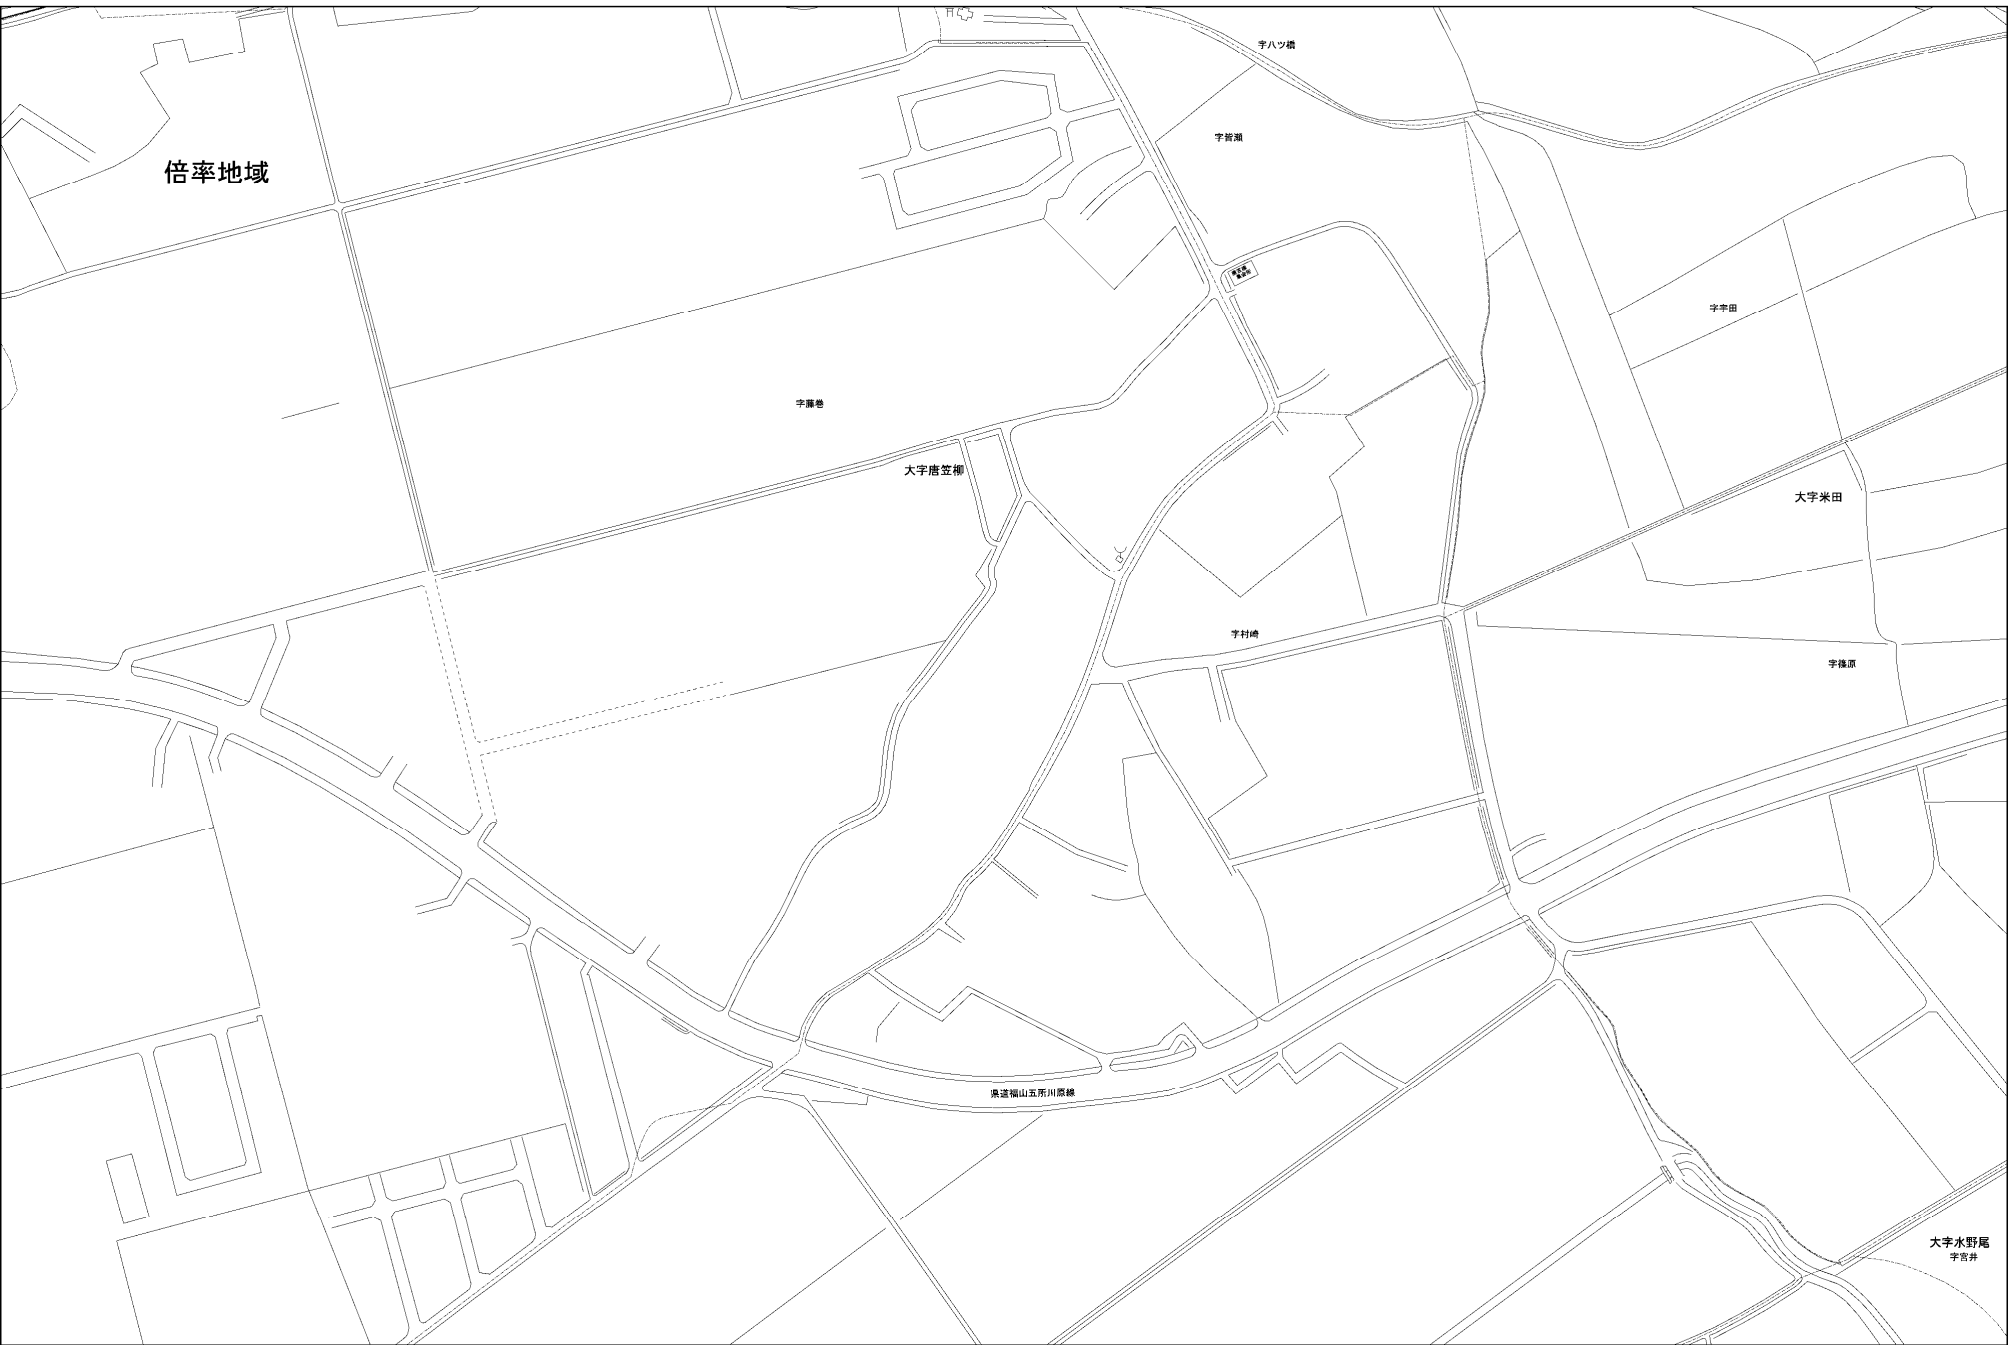 字八ツ橋
字皆瀬
倍率地域
字宇田
字藤巻
大字唐笠柳
大字米田
字村崎
字篠原
県道福山五所川原線
大字水野尾
字宮井